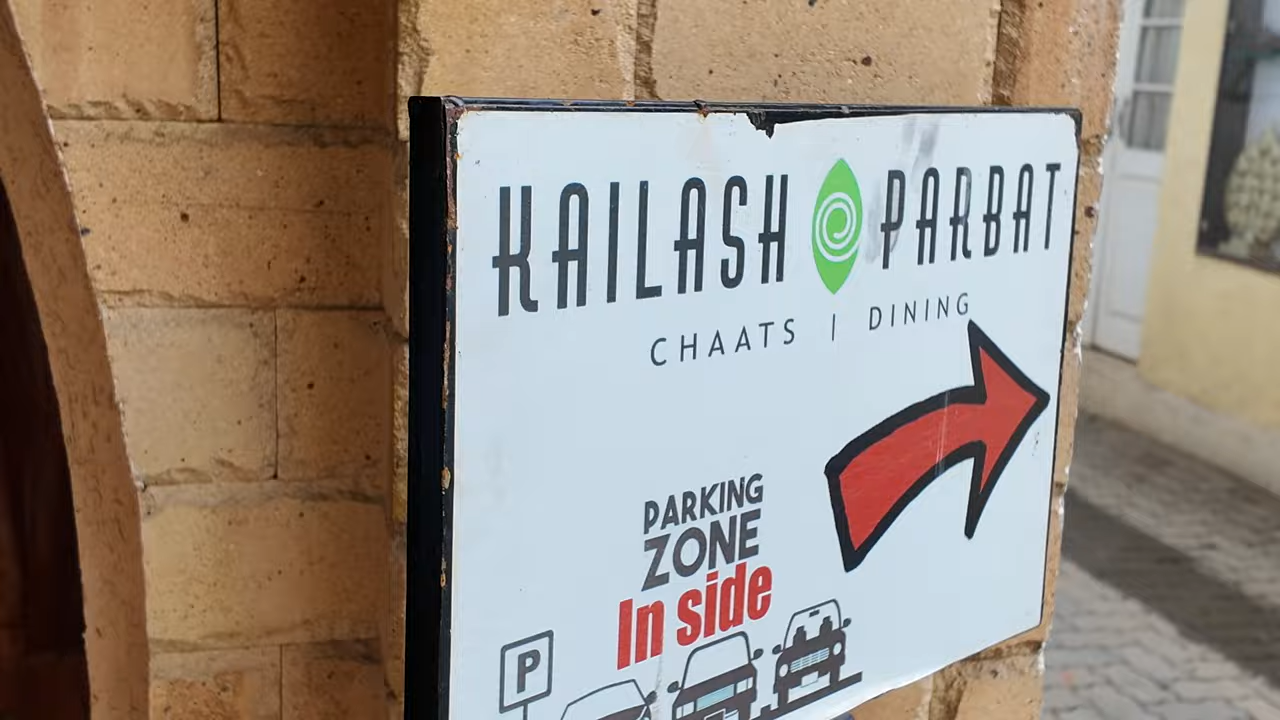 KAILASH PARBAT
CHAATS | DINING
PARKING
ZONE
In side
P